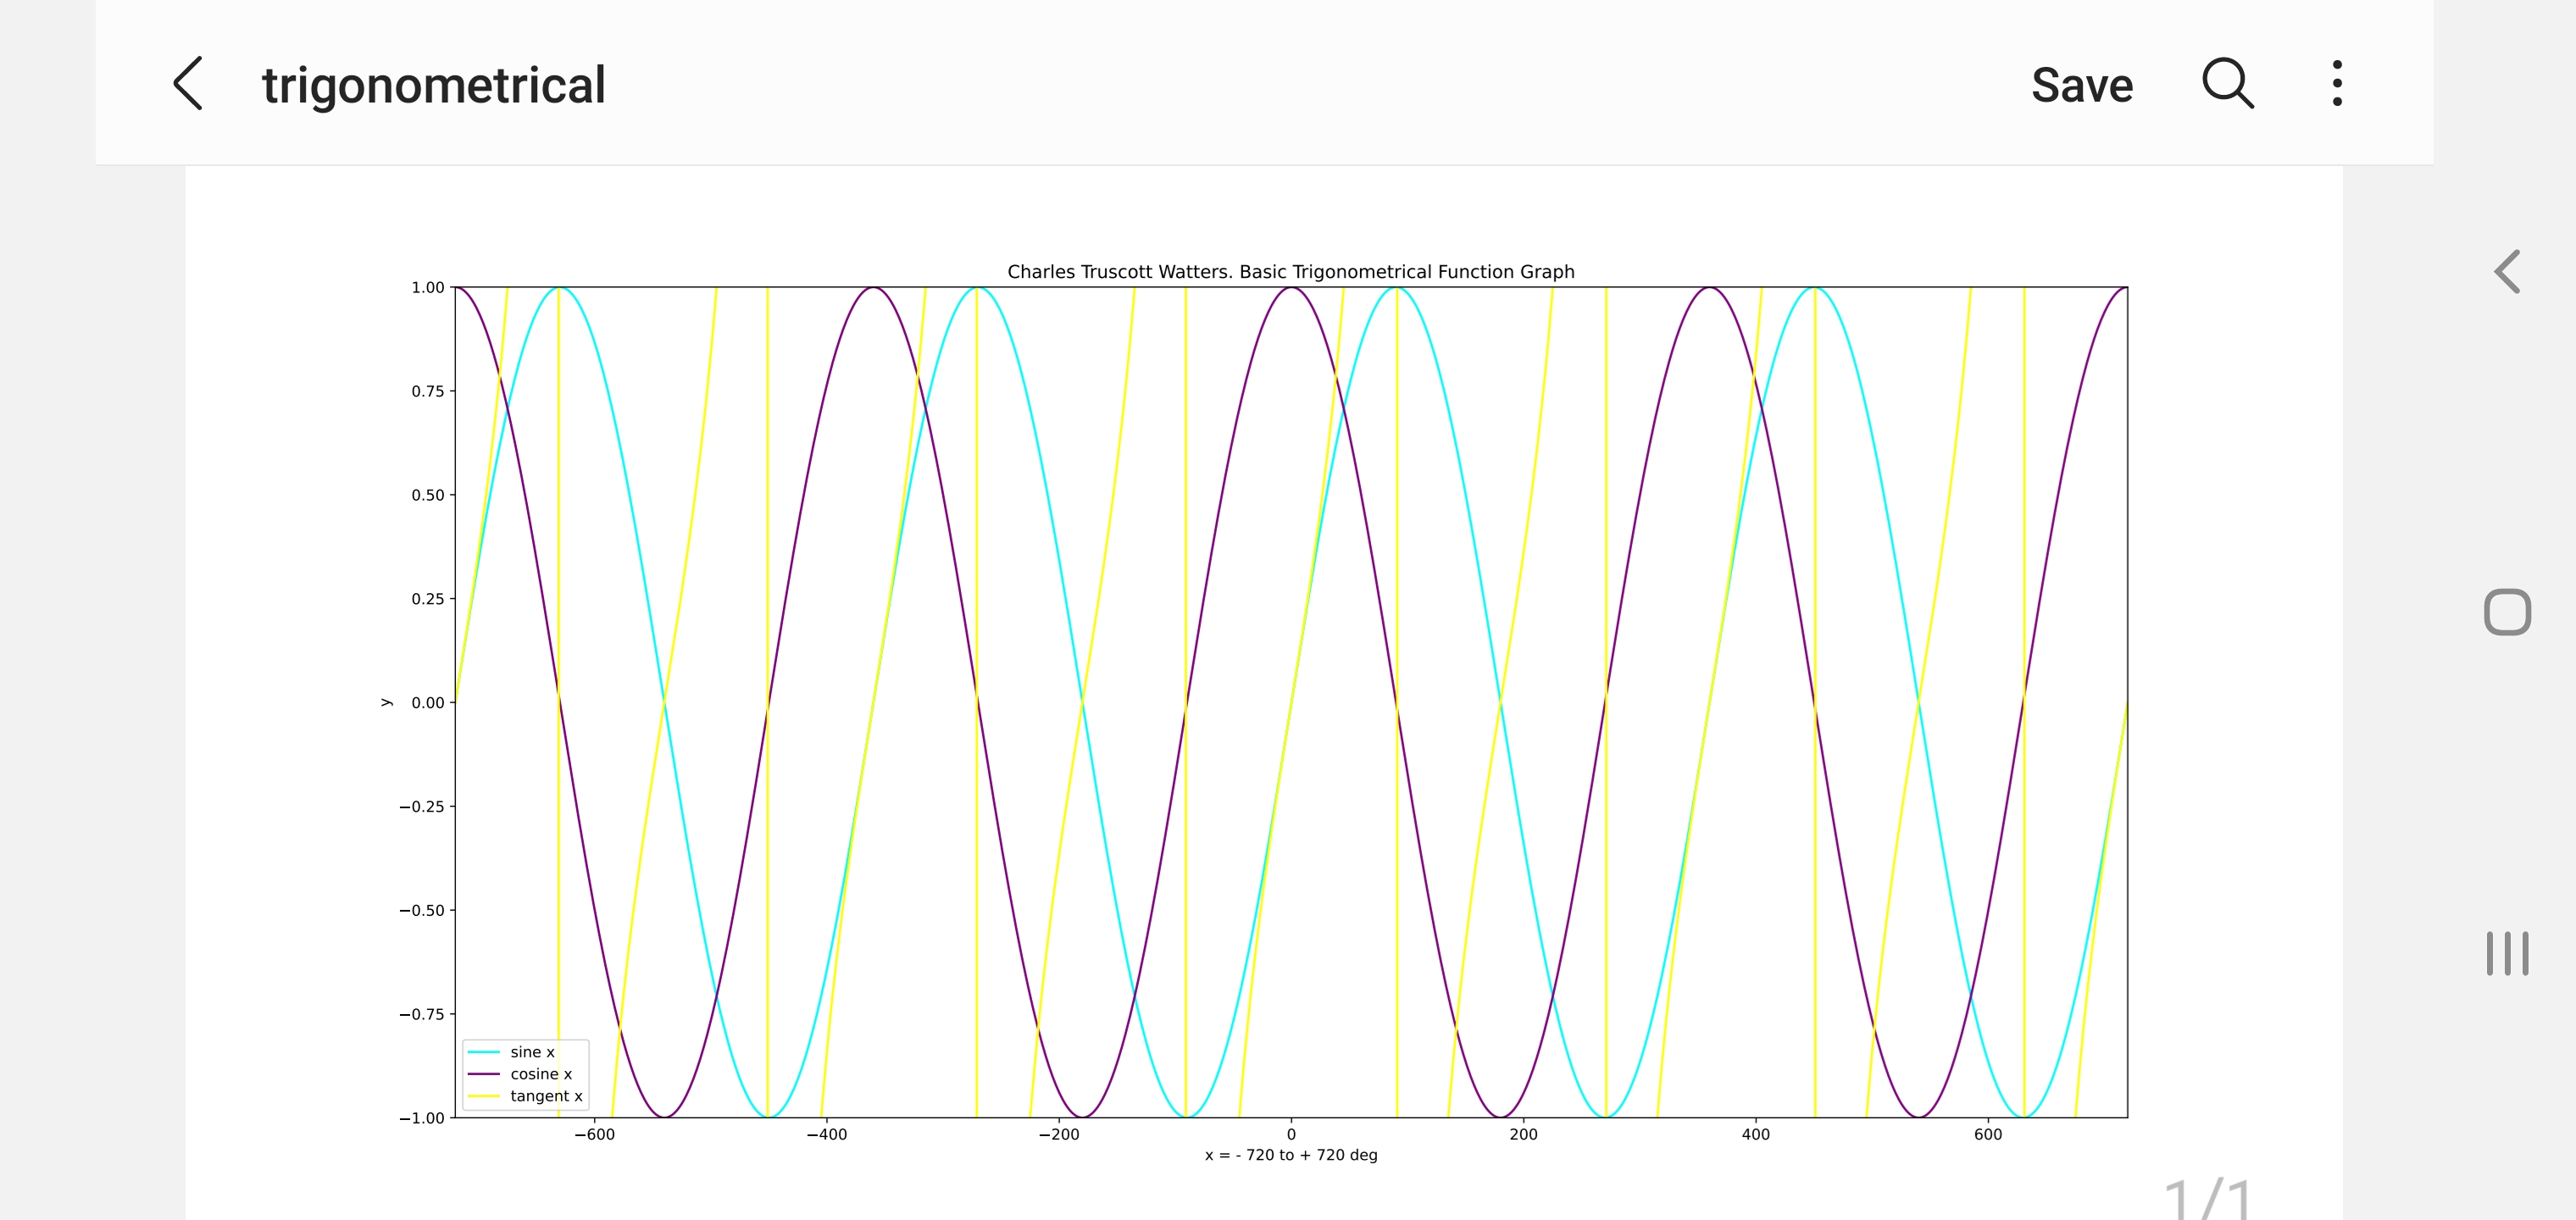 trigonometrical
Save
Charles Truscott Watters. Basic Trigonometrical Function Graph
1.00
0.75
0.50
0.25
0.00
−0.25
−0.50
−0.75
−1.00
y
sine x
cosine x
tangent x
−600
−400
−200
0
200
400
600
x = - 720 to + 720 deg
1/1